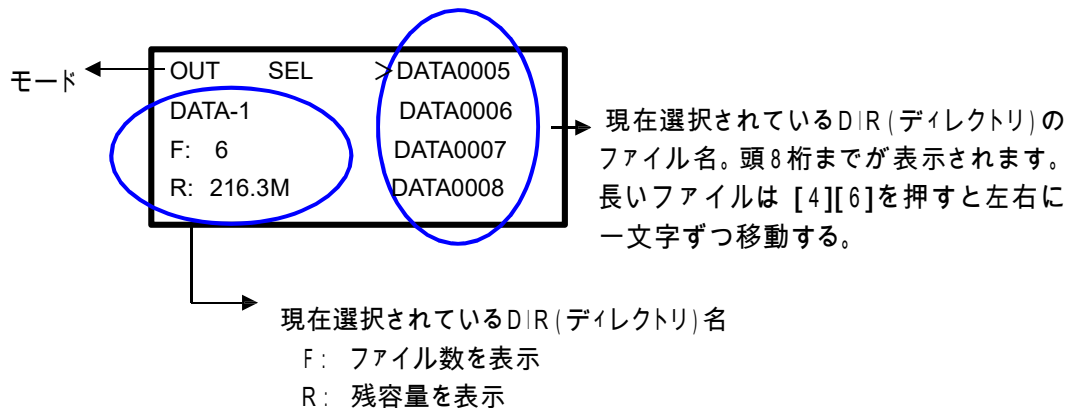 モード
OUT SEL >DATA0005
DATA-1 DATA0006
F: 6 DATA0007
R: 216.3M DATA0008
現在選択されているDIR(ディレクトリ)の
ファイル名。頭8桁までが表示されます。
長いファイルは [4][6]を押すと左右に
一文字ずつ移動する。
現在選択されているDIR(ディレクトリ)名
F: ファイル数を表示
R: 残容量を表示